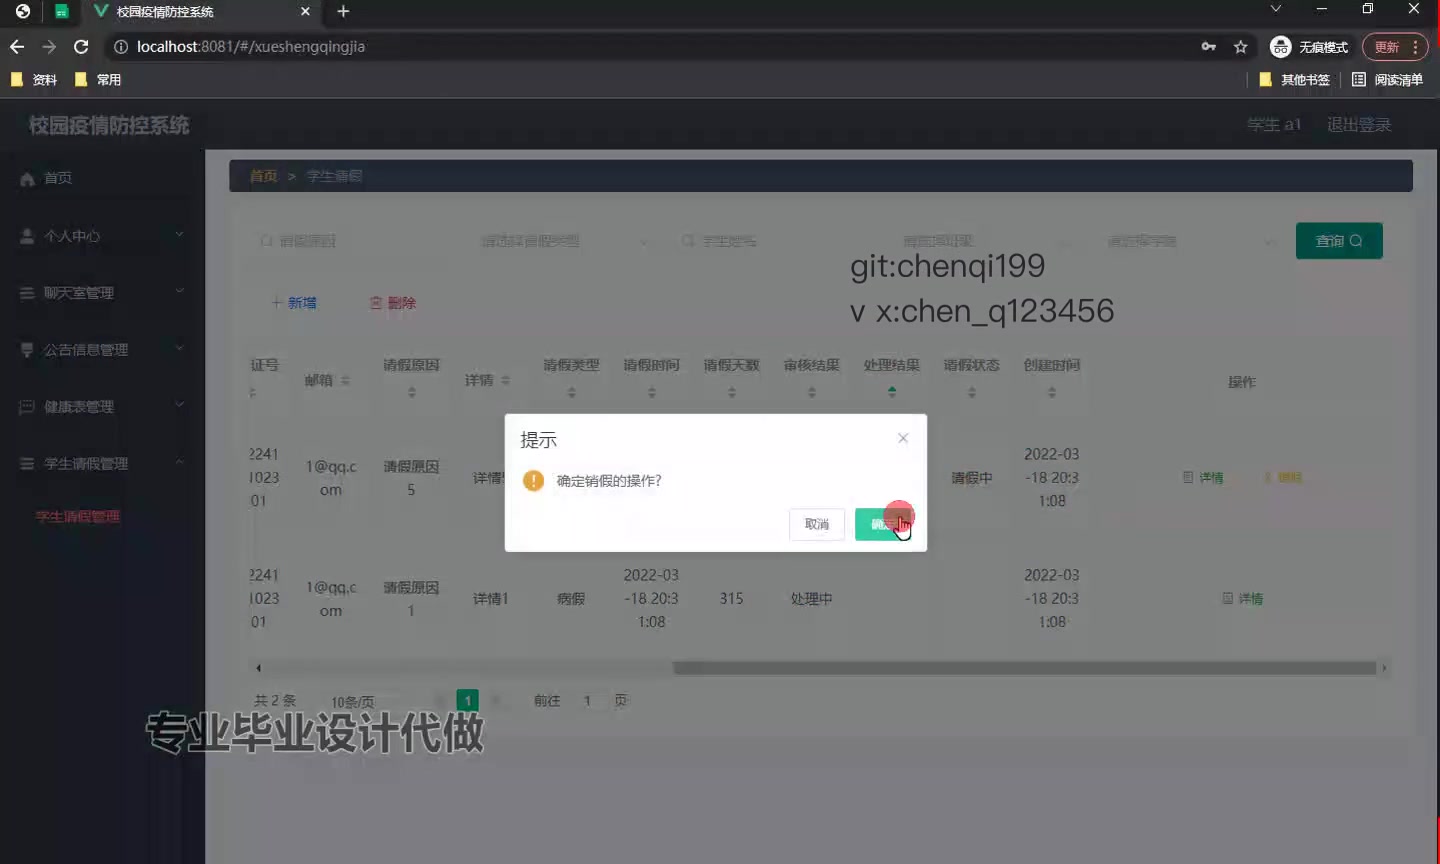 校园疫情防控系统
localhost:8081/#/xueshengqingjia
无痕模式
更新
资料
常用
其他书签
阅读清单
校园疫情防控系统
学生 a1
退出登录
首页
个人中心
聊天室管理
公告信息管理
健康表管理
学生请假管理
学生请假管理
首页 > 学生请假
请假原因
请选择请假类型
学生姓名
请选择班级
请选择学院
查询
git:chenqi199
v x:chen_q123456
+ 新增
删除
证号
邮箱
请假原因
详情
请假类型
请假时间
请假天数
审核结果
处理结果
请假状态
创建时间
操作
2241
1023
01
1@qq.c
om
请假原因
5
详情
请假中
2022-03
-18 20:3
1:08
详情
提示
确定销假的操作?
取消
2241
1023
01
1@qq.c
om
请假原因
1
详情1
病假
2022-03
-18 20:3
1:08
315
处理中
2022-03
-18 20:3
1:08
详情
共 2 条
10条/页
1
前往
1
页
专业毕业设计代做